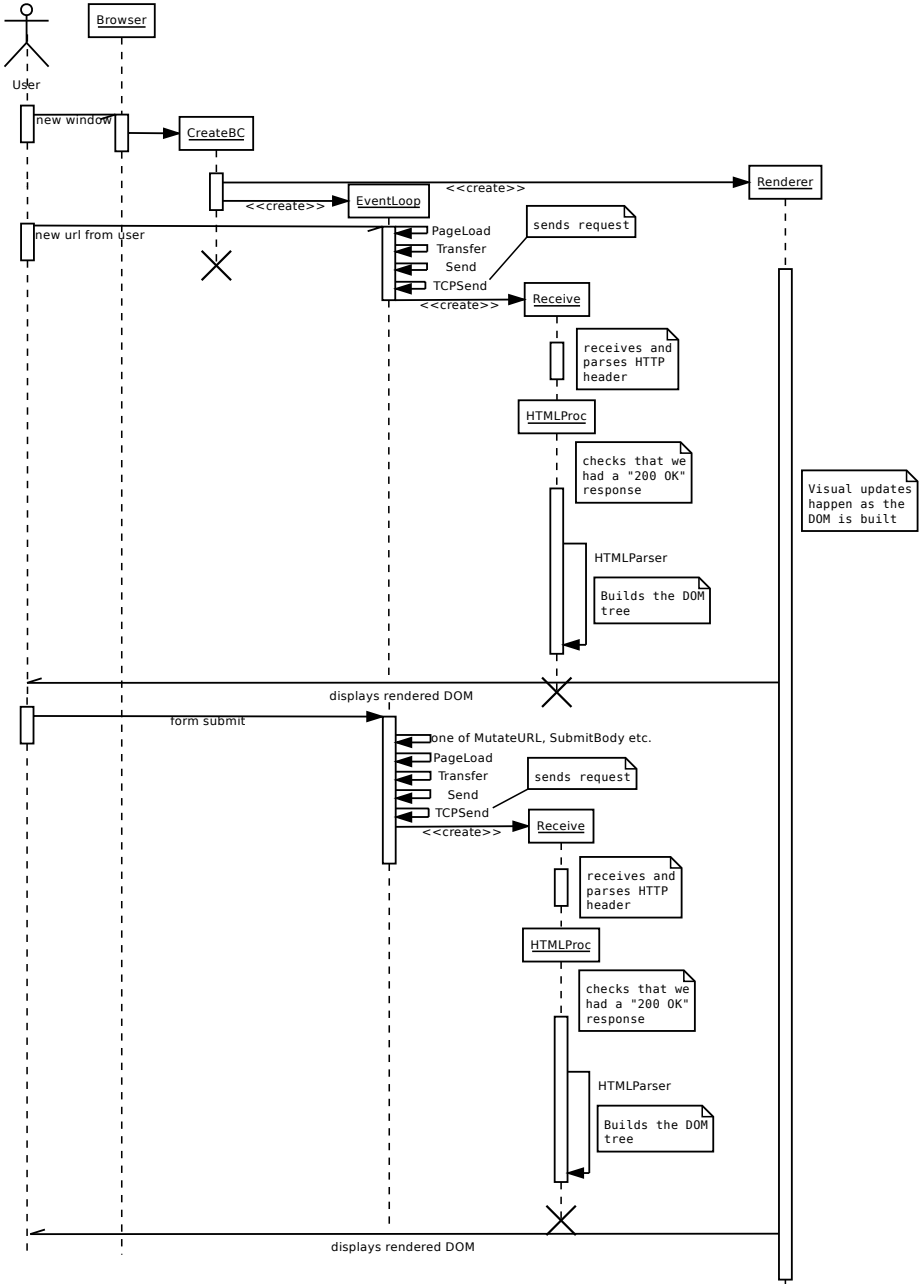 Browser
User
new window
CreateBC
Renderer
<<create>>
EventLoop
<<create>>
new url from user
PageLoad
sends request
Transfer
Send
TCPSend
Receive
<<create>>
receives and
parses HTTP
header
HTMLProc
checks that we
had a "200 OK"
response
Visual updates
happen as the
DOM is built
HTMLParser
Builds the DOM
tree
displays rendered DOM
form submit
one of MutateURL, SubmitBody etc.
PageLoad
Transfer
sends request
Send
TCPSend
Receive
<<create>>
receives and
parses HTTP
header
HTMLProc
checks that we
had a "200 OK"
response
HTMLParser
Builds the DOM
tree
displays rendered DOM